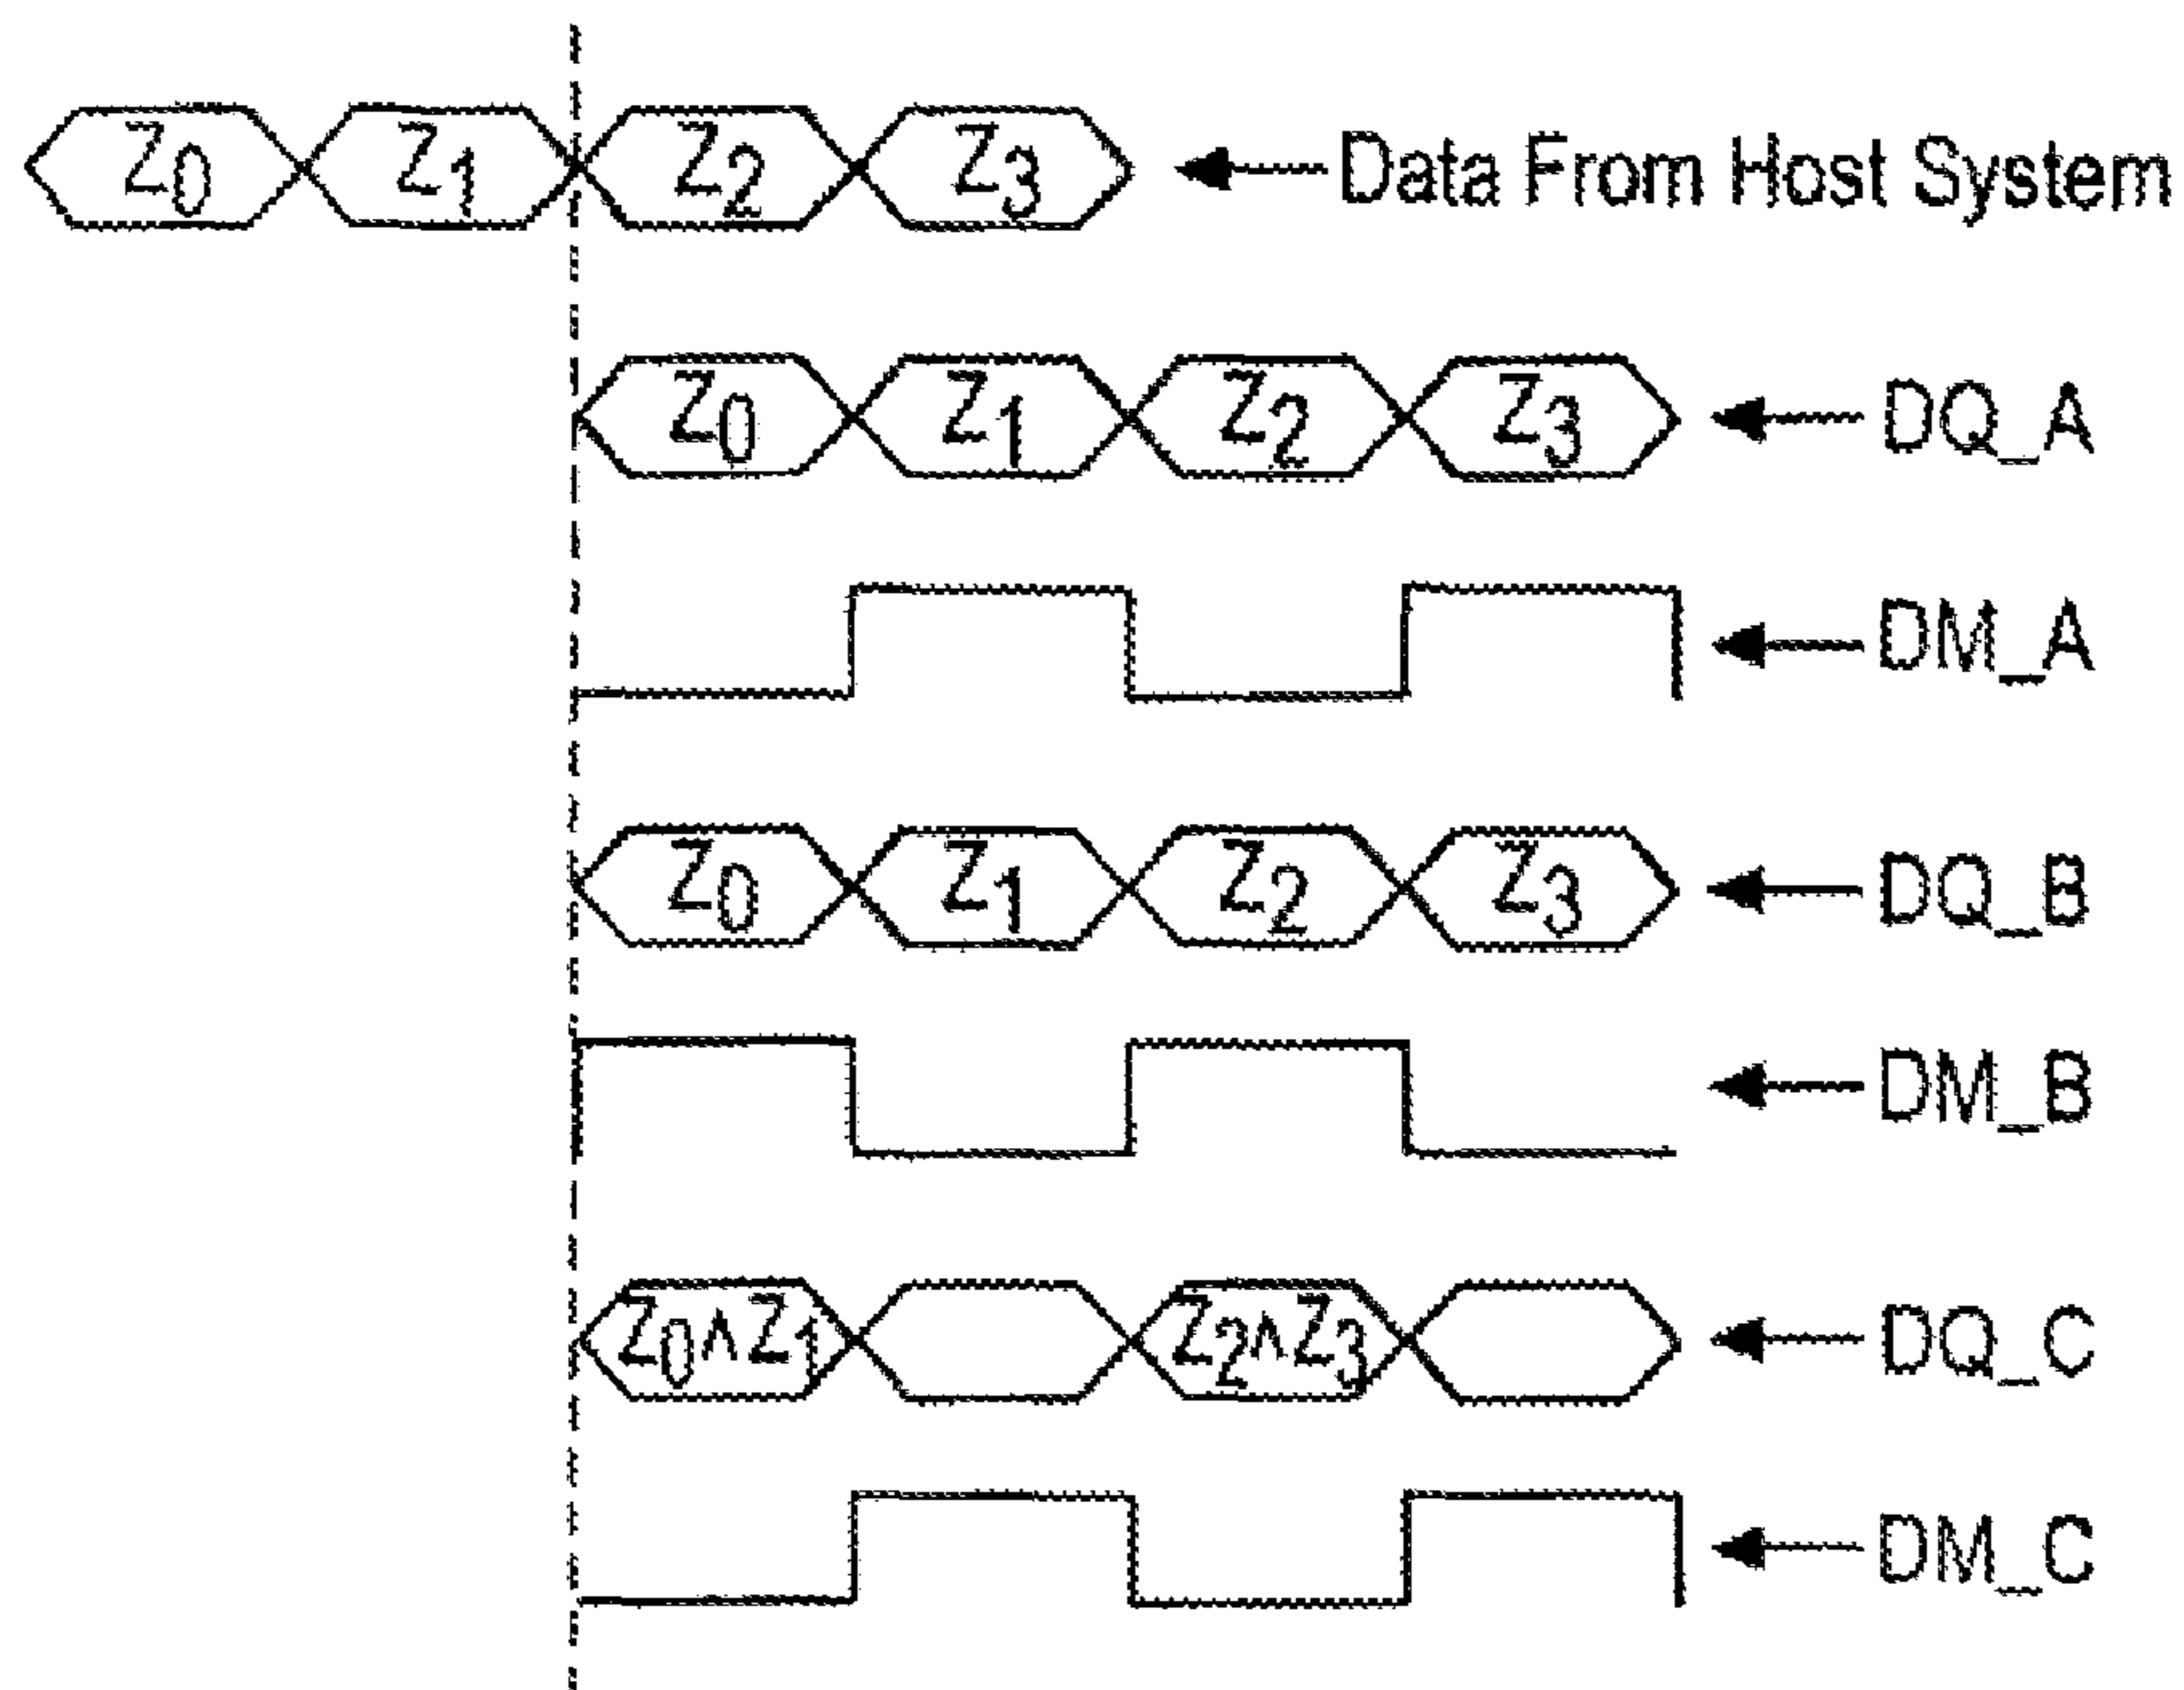 Z0 Z1 Z2 Z3 Data From Host System
Z0 Z1 Z2 Z3 DQ_A
DM_A
Z0 Z1 Z2 Z3 DQ_B
DM_B
Z0^Z1 Z2^Z3 DQ_C
DM_C